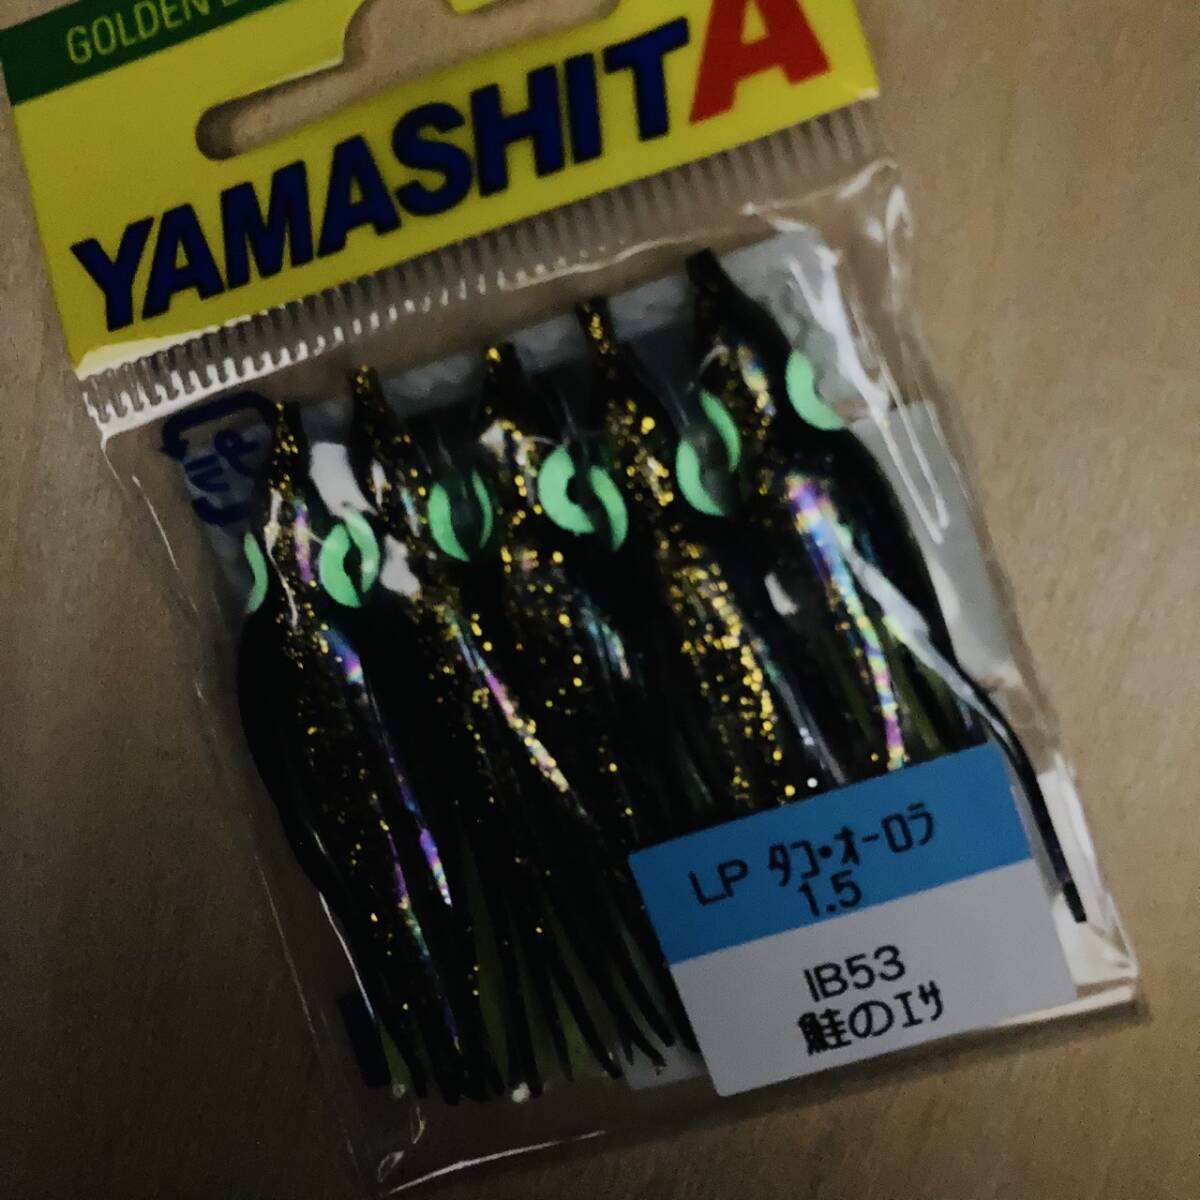 GOLDEN
YAMASHITA
LP ﾀｺ・ｵｰﾛﾗ
1.5
IB53
鮭のｴｻ